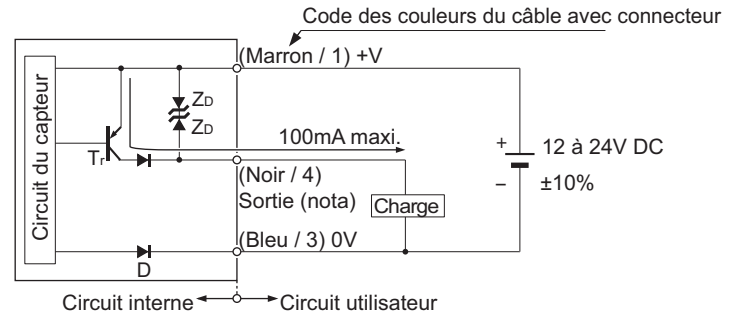 Code des couleurs du câble avec connecteur
(Marron / 1) +V
Circuit du capteur
ZD
ZD
Tr
100mA maxi.
+ 12 à 24V DC
– ±10%
(Noir / 4)
Sortie (nota)
Charge
(Bleu / 3) 0V
D
Circuit interne
Circuit utilisateur